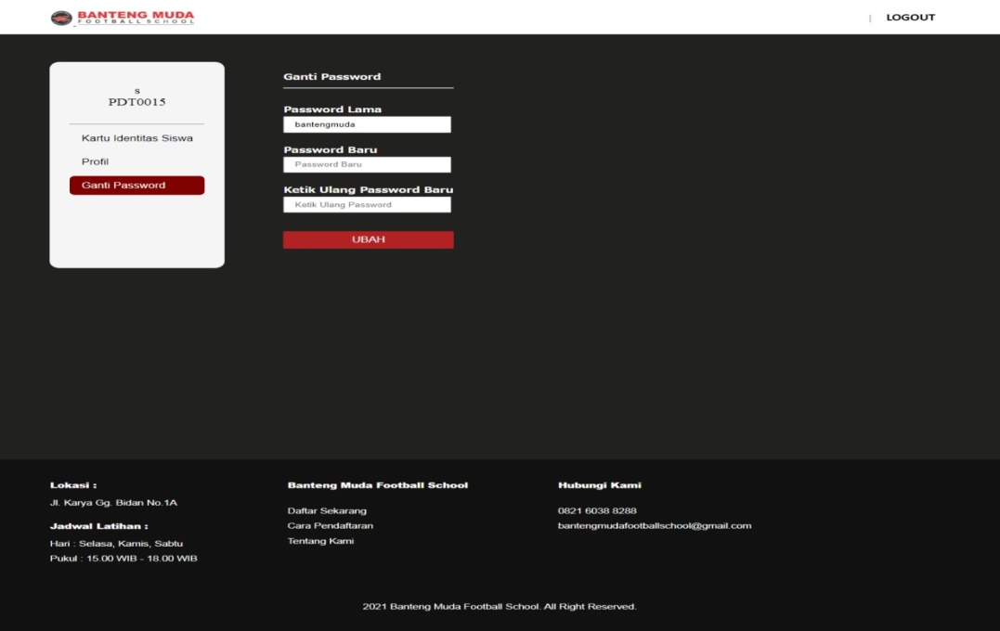 BANTENG MUDA
FOOTBALL SCHOOL
| LOGOUT
s
PDT0015
Kartu Identitas Siswa
Profil
Ganti Password
Ganti Password
Password Lama
bantengmuda
Password Baru
Password Baru
Ketik Ulang Password Baru
Ketik Ulang Password
UBAH
Lokasi :
Jl. Karya Gg. Bidan No.1A
Jadwal Latihan :
Hari : Selasa, Kamis, Sabtu
Pukul : 15.00 WIB - 18.00 WIB
Banteng Muda Football School
Daftar Sekarang
Cara Pendaftaran
Tentang Kami
Hubungi Kami
0821 6038 8288
bantengmudafootballschool@gmail.com
2021 Banteng Muda Football School. All Right Reserved.